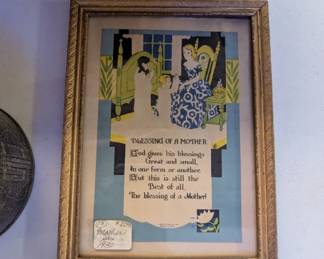 BLESSING OF A MOTHER
God gives his blessings
Great and small,
In one form or another.
But this is still the
Best of all,
The blessing of a Mother!